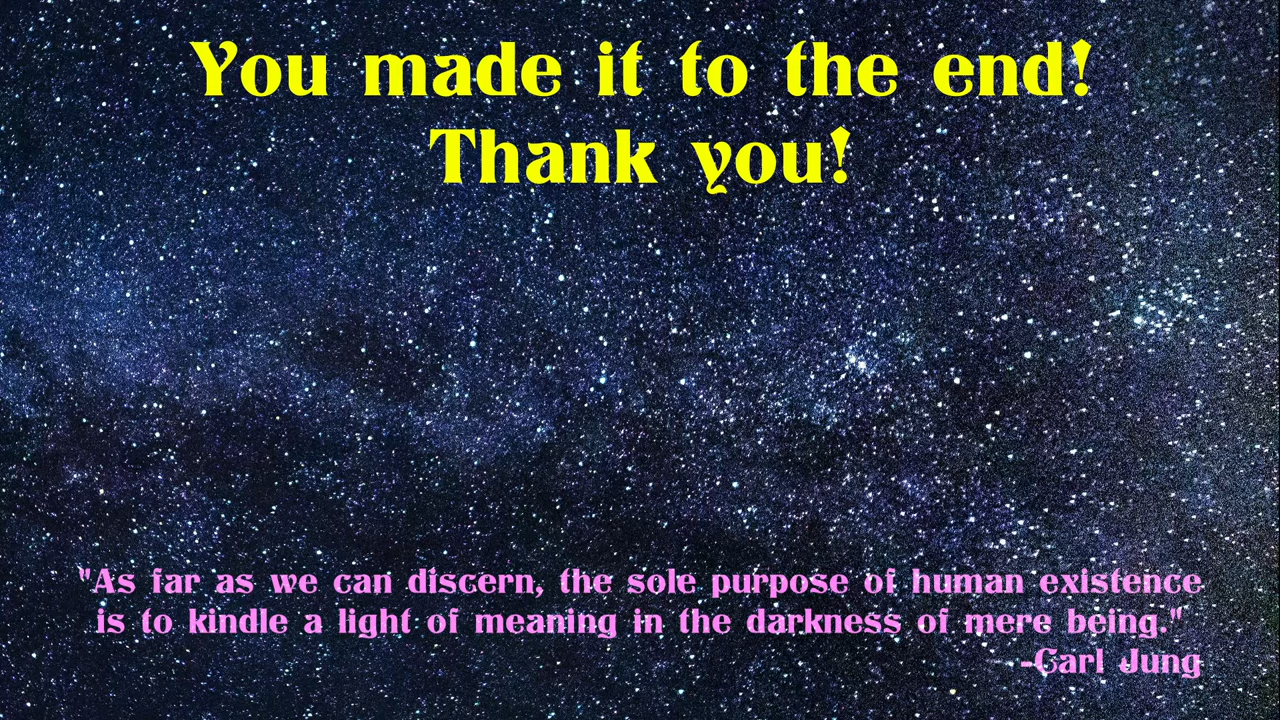 You made it to the end!
Thank you!
"As far as we can discern, the sole purpose of human existence
is to kindle a light of meaning in the darkness of mere being."
-Carl Jung